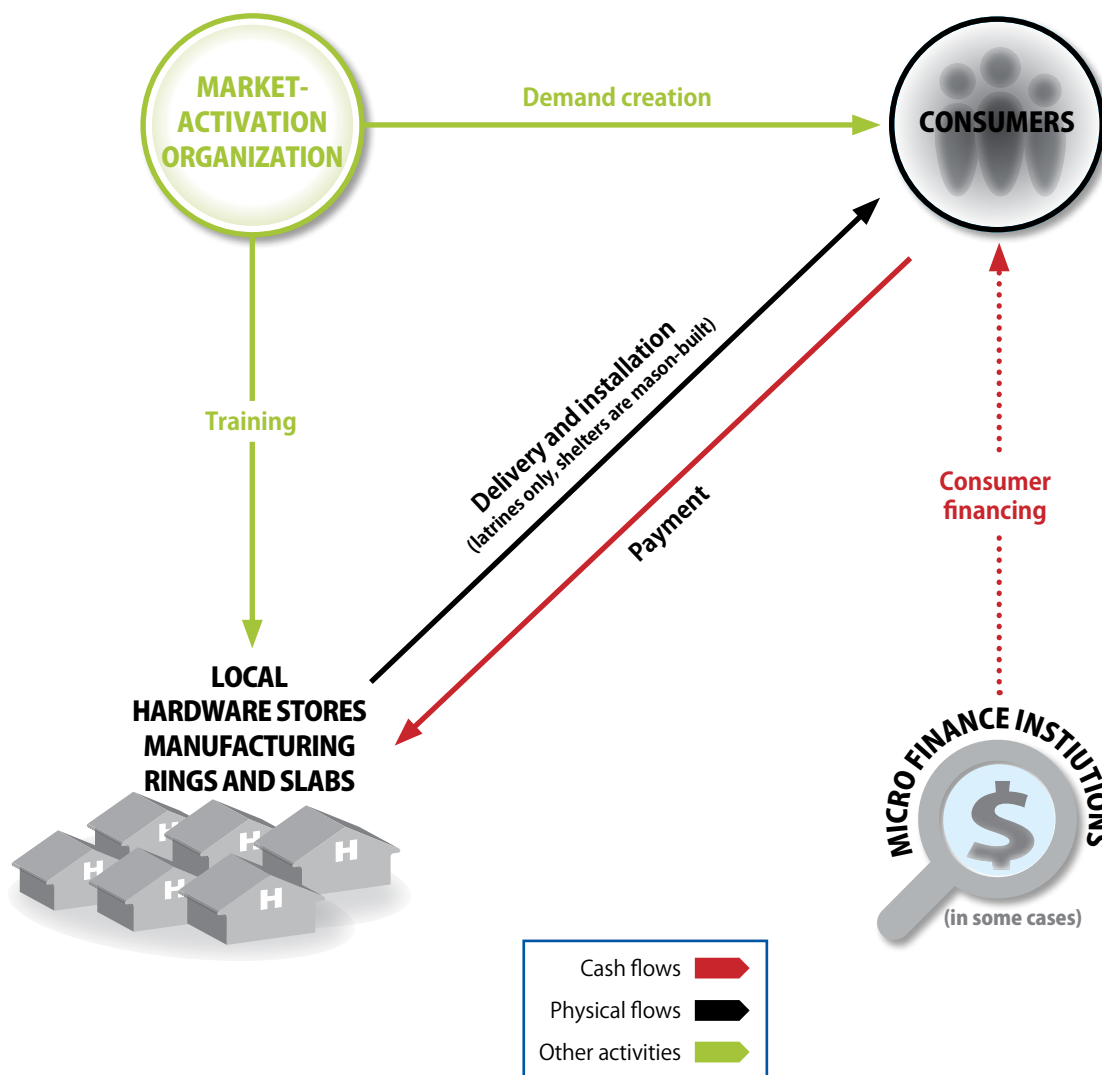 MARKET-
ACTIVATION
ORGANIZATION
Demand creation
CONSUMERS
Training
Delivery and installation
(latrines only, shelters are mason-built)
Payment
Consumer
financing
LOCAL
HARDWARE STORES
MANUFACTURING
RINGS AND SLABS
H
H
H
H
H
H
MICRO FINANCE INSTIUTIONS
$
(in some cases)
Cash flows
Physical flows
Other activities